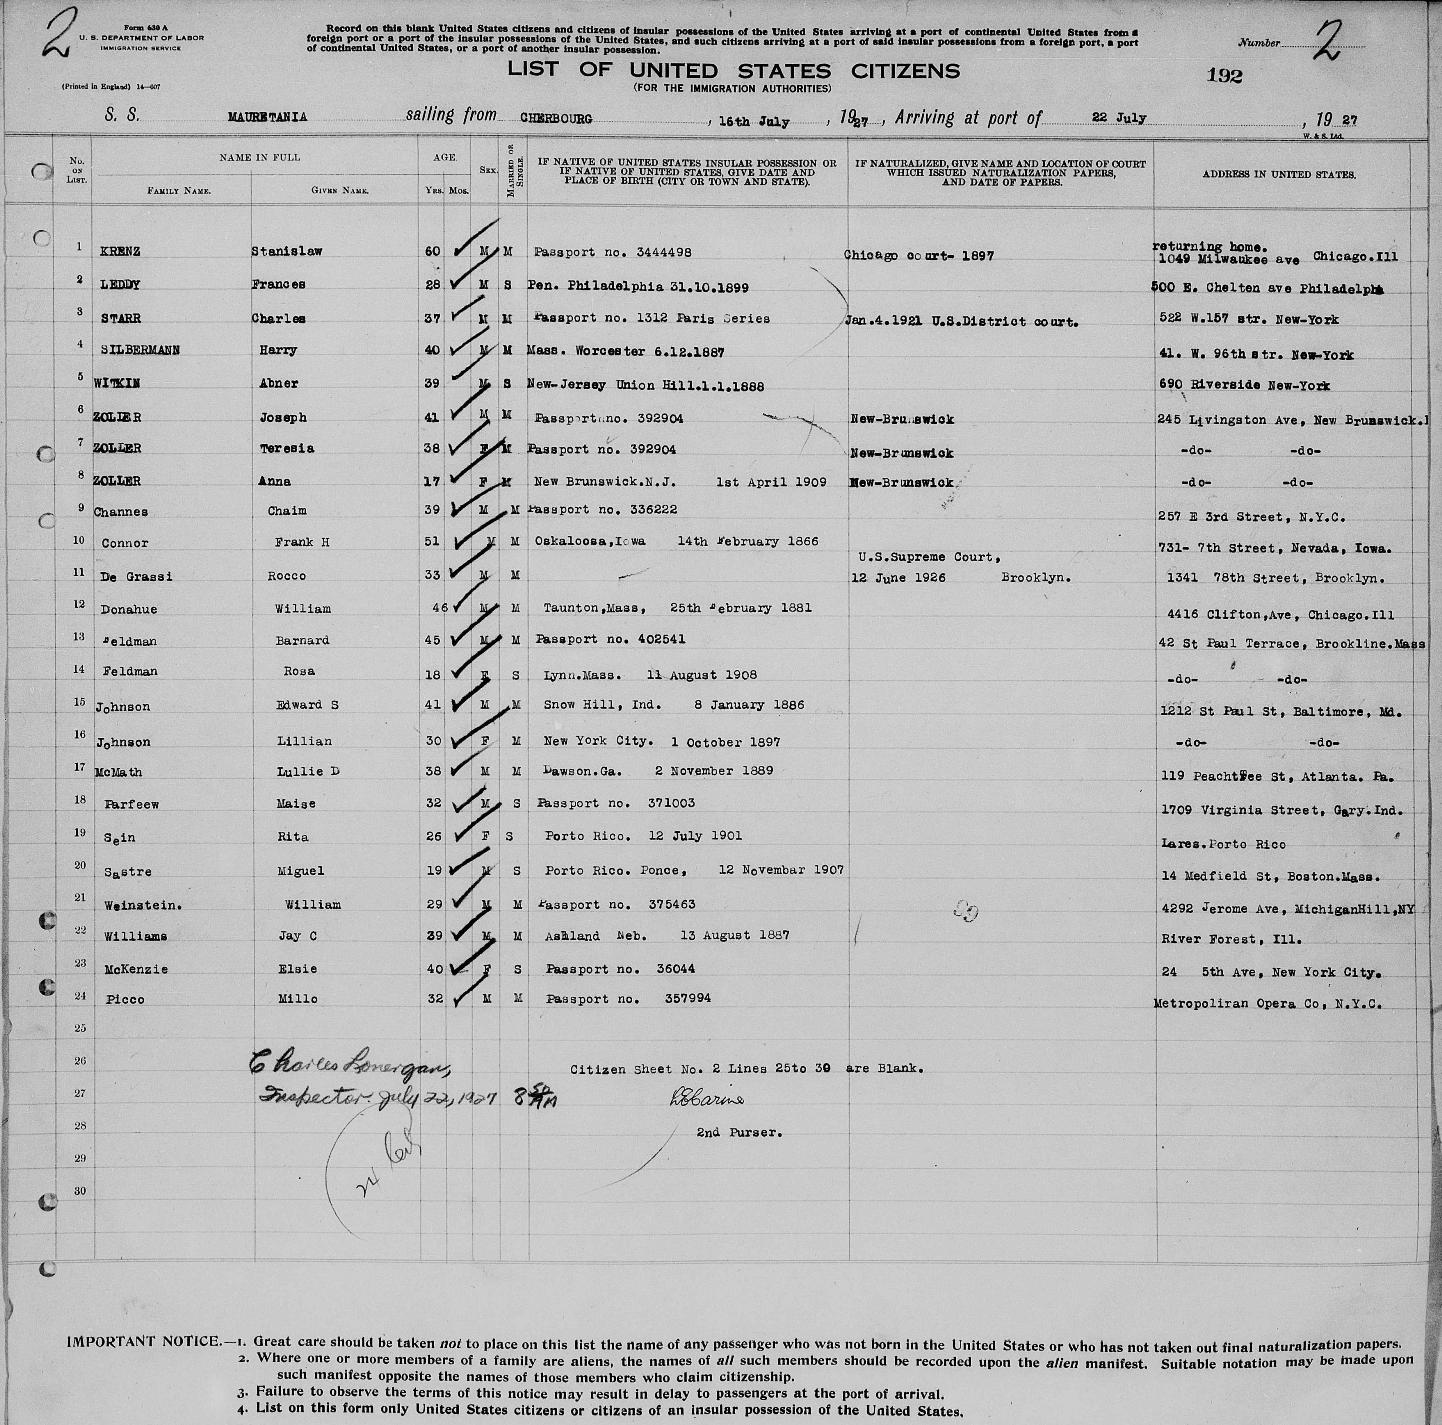 2
Form 630 A
U. S. DEPARTMENT OF LABOR
IMMIGRATION SERVICE
(Printed in England) 14—607
Record on this blank United States citizens and citizens of insular possessions of the United States arriving at a port of continental United States from a
foreign port or a port of the insular possessions of the United States, and such citizens arriving at a port of said insular possessions from a foreign port, a port
of continental United States, or a port of another insular possession.
Number 2
LIST OF UNITED STATES CITIZENS
(FOR THE IMMIGRATION AUTHORITIES)
192
S. S. MAURETANIA sailing from CHERBOURG, 16th July, 1927, Arriving at port of 22 July, 1927
W. & S. Ltd.
No. ON LIST. NAME IN FULL FAMILY NAME. GIVEN NAME. AGE. YRS. MOS. SEX. MARRIED OR SINGLE. IF NATIVE OF UNITED STATES INSULAR POSSESSION OR IF NATIVE OF UNITED STATES, GIVE DATE AND PLACE OF BIRTH (CITY OR TOWN AND STATE). IF NATURALIZED, GIVE NAME AND LOCATION OF COURT WHICH ISSUED NATURALIZATION PAPERS, AND DATE OF PAPERS. ADDRESS IN UNITED STATES.
1 KRENZ Stanislaw 60 M M Passport no. 3444498 Chicago court- 1897 returning home. 1049 Milwaukee ave Chicago.Ill
2 LEDDY Frances 28 M S Pen. Philadelphia 31.10.1899 500 E. Chelten ave Philadelph
3 STARR Charles 37 M M Passport no. 1312 Paris Series Jan.4.1921 U.S.District court. 522 W.157 str. New-York
4 SILBERMANN Harry 40 M M Mass. Worcester 6.12.1887 41. W. 96th str. New-York
5 WITKIN Abner 39 M S New-Jersey Union Hill.1.1.1888 690 Riverside New-York
6 ZOLLER Joseph 41 M M Passport no. 392904 New-Brunswick 245 Livingston Ave, New Brunswick.
7 ZOLLER Teresia 38 F M Passport no. 392904 New-Brunswick -do- -do-
8 ZOLLER Anna 17 F M New Brunswick.N.J. 1st April 1909 New-Brunswick -do- -do-
9 Channes Chaim 39 M M Passport no. 336222 257 E 3rd Street, N.Y.C.
10 Connor Frank H 51 M M Oskaloosa,Iowa 14th February 1866 731- 7th Street, Nevada, Iowa.
11 De Grassi Rocco 33 M M — U.S.Supreme Court, 12 June 1926 Brooklyn. 1341 78th Street, Brooklyn.
12 Donahue William 46 M M Taunton,Mass, 25th February 1881 4416 Clifton,Ave, Chicago.Ill
13 Feldman Barnard 45 M M Passport no. 402541 42 St Paul Terrace, Brookline.Mass
14 Feldman Rosa 18 F S Lynn.Mass. 11 August 1908 -do- -do-
15 Johnson Edward S 41 M M Snow Hill, Ind. 8 January 1886 1212 St Paul St, Baltimore, Md.
16 Johnson Lillian 30 F M New York City. 1 October 1897 -do- -do-
17 McMath Lullie D 38 M M Dawson.Ga. 2 November 1889 119 Peachtree St, Atlanta. Pa.
18 Parfeew Maise 32 M S Passport no. 371003 1709 Virginia Street, Gary.Ind.
19 Sein Rita 26 F S Porto Rico. 12 July 1901 Lares.Porto Rico
20 Sastre Miguel 19 M S Porto Rico. Ponce, 12 November 1907 14 Medfield St, Boston.Mass.
21 Weinstein. William 29 M M Passport no. 375463 4292 Jerome Ave, MichiganHill,NY
22 Williams Jay C 39 M M Ashland Neb. 13 August 1887 River Forest, Ill.
23 McKenzie Elsie 40 F S Passport no. 36044 24 5th Ave, New York City.
24 Picco Millo 32 M M Passport no. 357994 Metropoliran Opera Co, N.Y.C.
25
26 Charles Lonergan, Citizen Sheet No. 2 Lines 25to 30 are Blank.
27 Inspector. July 22, 1927 8 50 AM
28 2nd Purser.
29
30
IMPORTANT NOTICE.—1. Great care should be taken not to place on this list the name of any passenger who was not born in the United States or who has not taken out final naturalization papers.
2. Where one or more members of a family are aliens, the names of all such members should be recorded upon the alien manifest. Suitable notation may be made upon
such manifest opposite the names of those members who claim citizenship.
3. Failure to observe the terms of this notice may result in delay to passengers at the port of arrival.
4. List on this form only United States citizens or citizens of an insular possession of the United States.